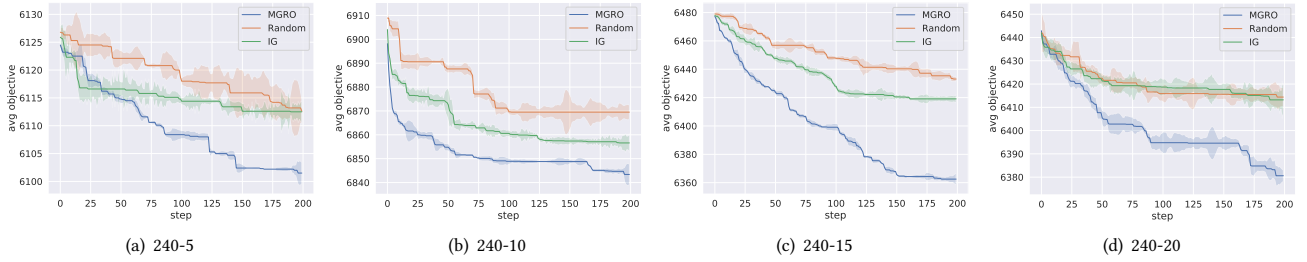 6130
6125
6120
6115
6110
6105
6100
avg objective
MGRO
Random
IG
0 25 50 75 100 125 150 175 200
step
(a) 240-5
6910
6900
6890
6880
6870
6860
6850
6840
avg objective
MGRO
Random
IG
0 25 50 75 100 125 150 175 200
step
(b) 240-10
6480
6460
6440
6420
6400
6380
6360
avg objective
MGRO
Random
IG
0 25 50 75 100 125 150 175 200
step
(c) 240-15
6450
6440
6430
6420
6410
6400
6390
6380
avg objective
MGRO
Random
IG
0 25 50 75 100 125 150 175 200
step
(d) 240-20